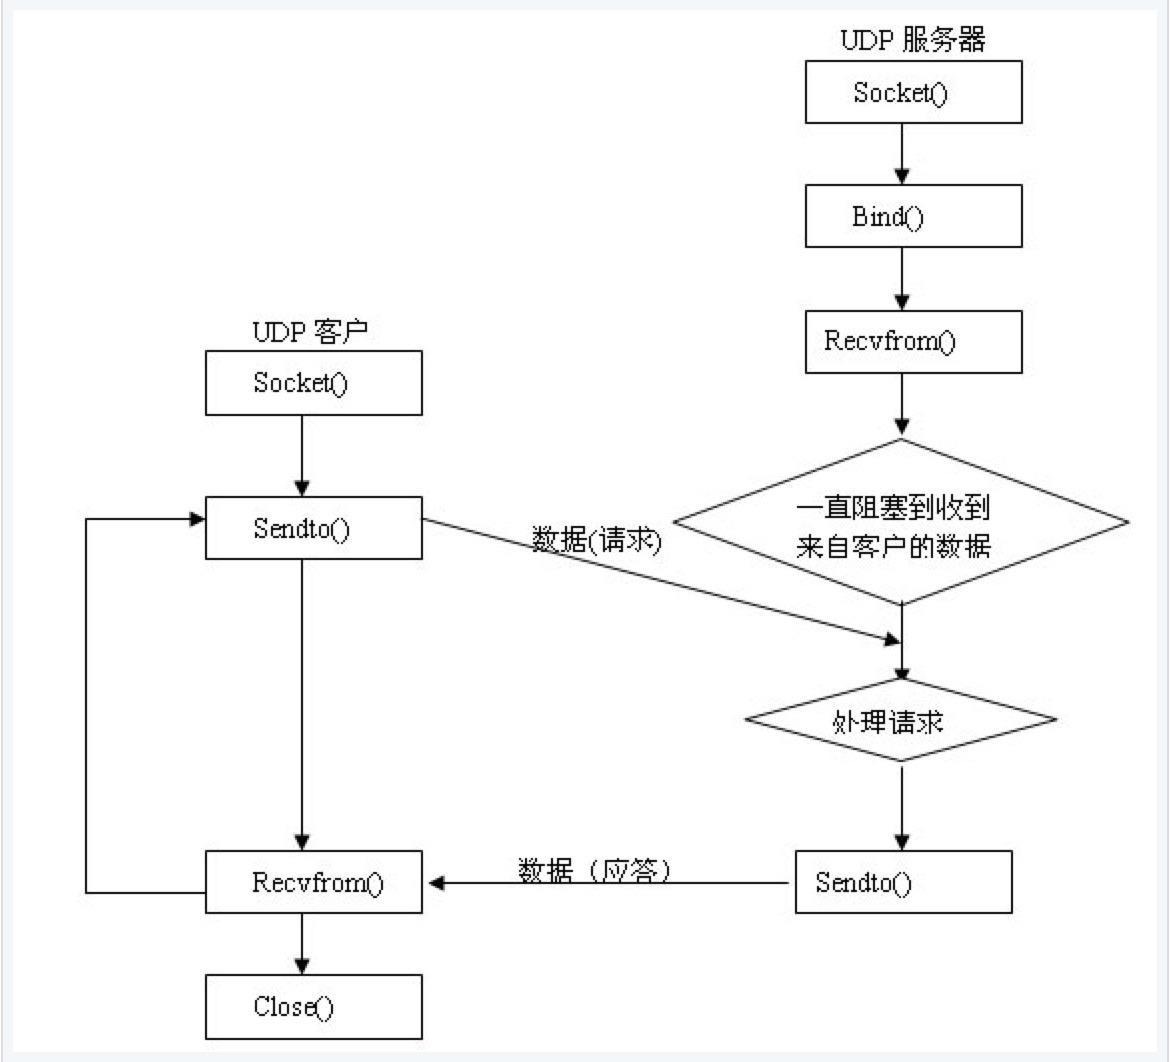 UDP 服务器
Socket()
Bind()
Recvfrom()
UDP 客户
Socket()
一直阻塞到收到
来自客户的数据
Sendto()
数据(请求)
处理请求
数据（应答）
Recvfrom()
Sendto()
Close()